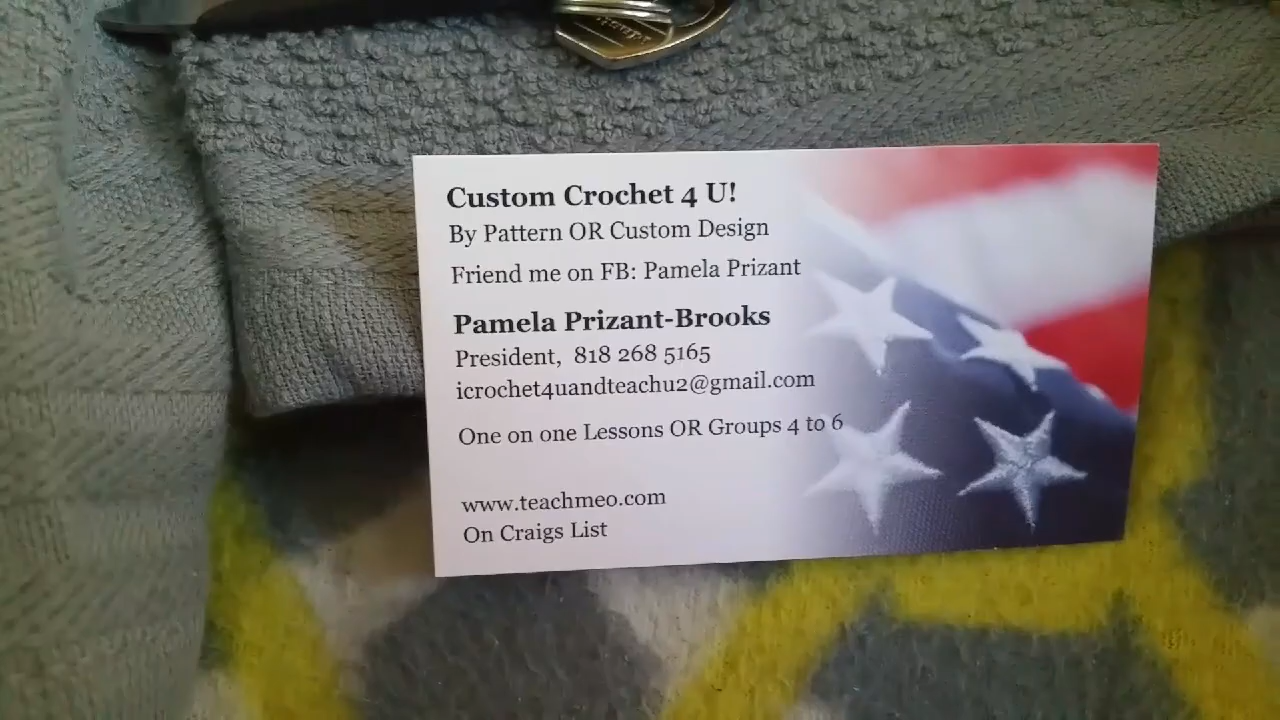 Custom Crochet 4 U!
By Pattern OR Custom Design
Friend me on FB: Pamela Prizant
Pamela Prizant-Brooks
President, 818 268 5165
icrochet4uandteachu2@gmail.com
One on one Lessons OR Groups 4 to 6
www.teachmeo.com
On Craigs List